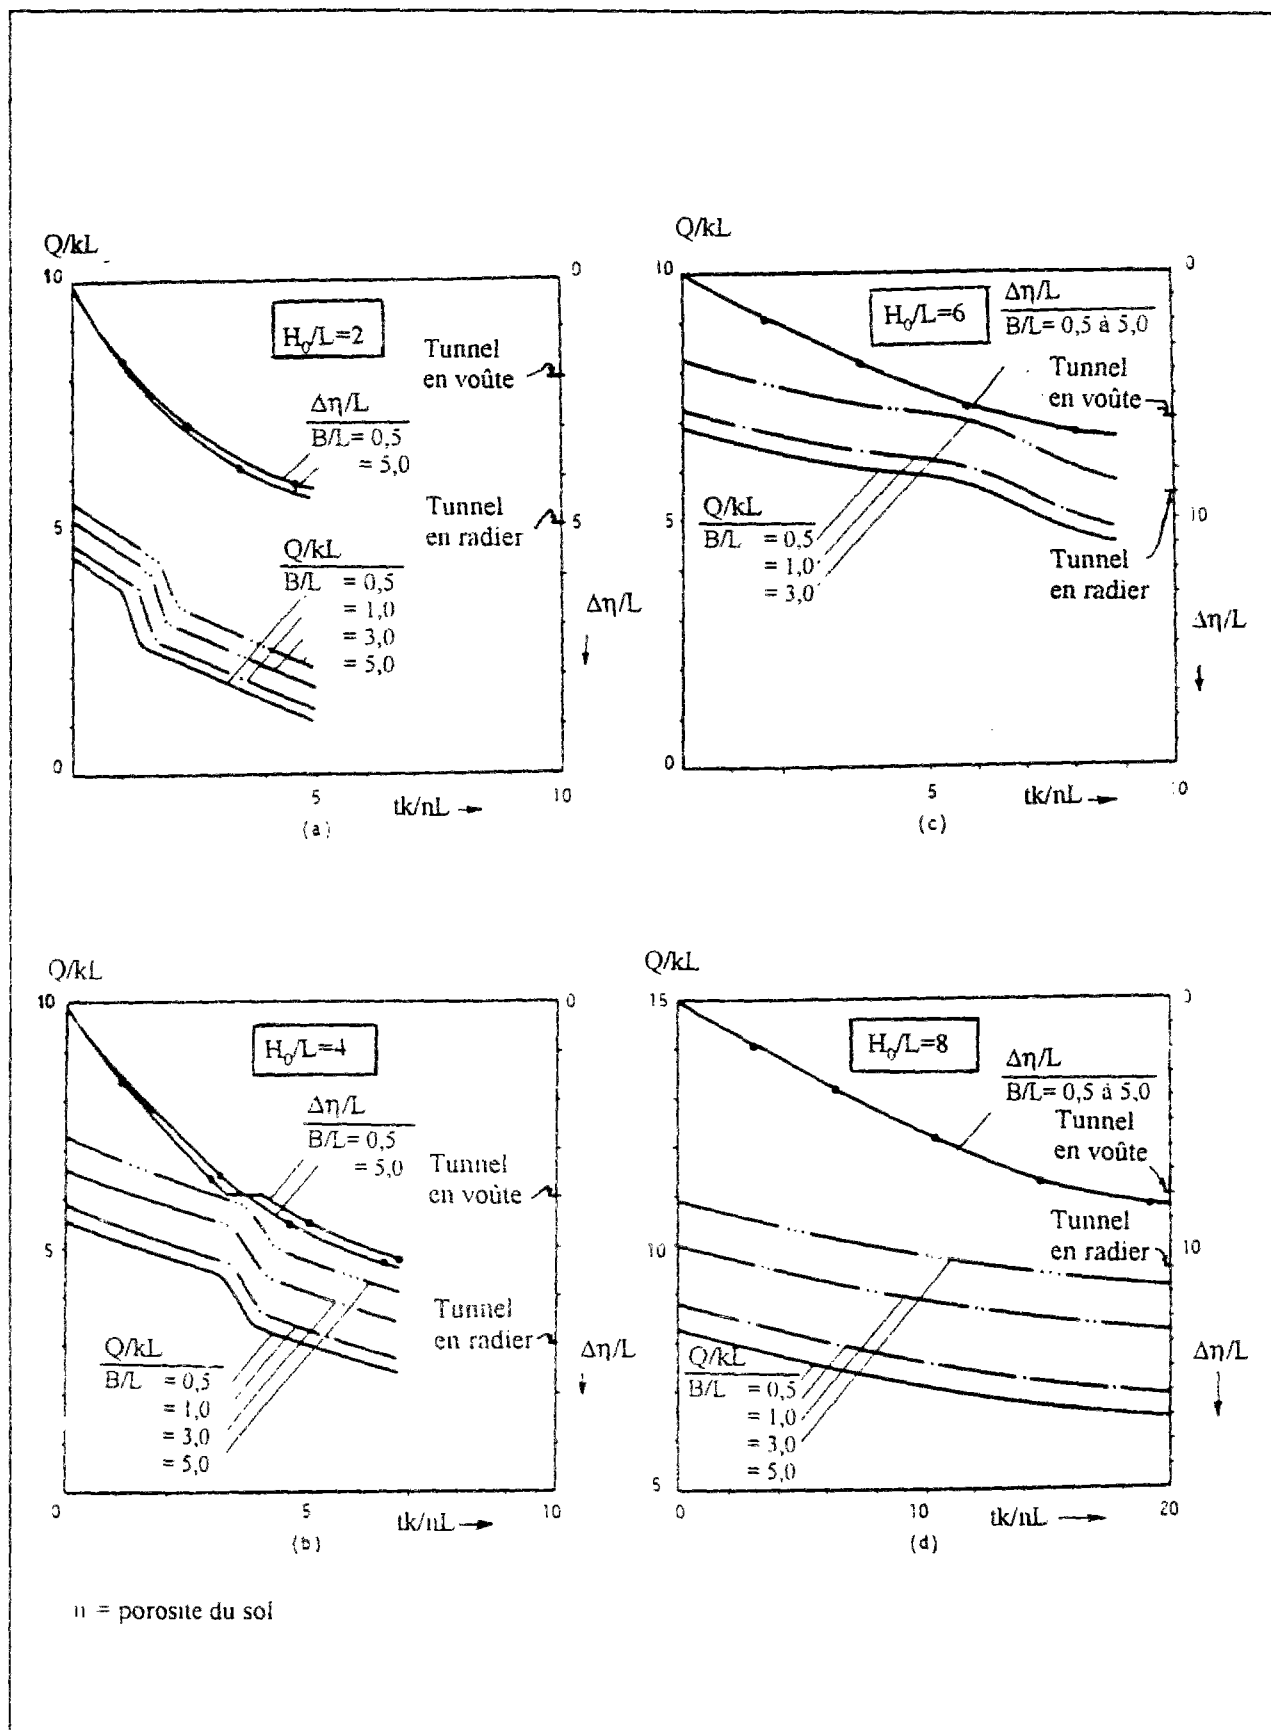 Q/kL
10
0
H₀/L=2
Tunnel
en voûte
Δη/L
B/L= 0,5
= 5,0
Tunnel
en radier
5
5
Q/kL
B/L = 0,5
= 1,0
= 3,0
= 5,0
Δη/L
0
5
10
tk/nL
(a)
Q/kL
10
0
H₀/L=6
Δη/L
B/L= 0,5 à 5,0
Tunnel
en voûte
5
10
Q/kL
B/L = 0,5
= 1,0
= 3,0
Tunnel
en radier
Δη/L
0
5
10
tk/nL
(c)
Q/kL
10
0
H₀/L=4
Δη/L
B/L= 0,5
= 5,0
Tunnel
en voûte
5
Tunnel
en radier
Q/kL
B/L = 0,5
= 1,0
= 3,0
= 5,0
Δη/L
0
5
10
tk/nL
(b)
Q/kL
15
0
H₀/L=8
Δη/L
B/L= 0,5 à 5,0
Tunnel
en voûte
Tunnel
en radier
10
10
Q/kL
B/L = 0,5
= 1,0
= 3,0
= 5,0
Δη/L
5
0
10
20
tk/nL
(d)
n = porosite du sol